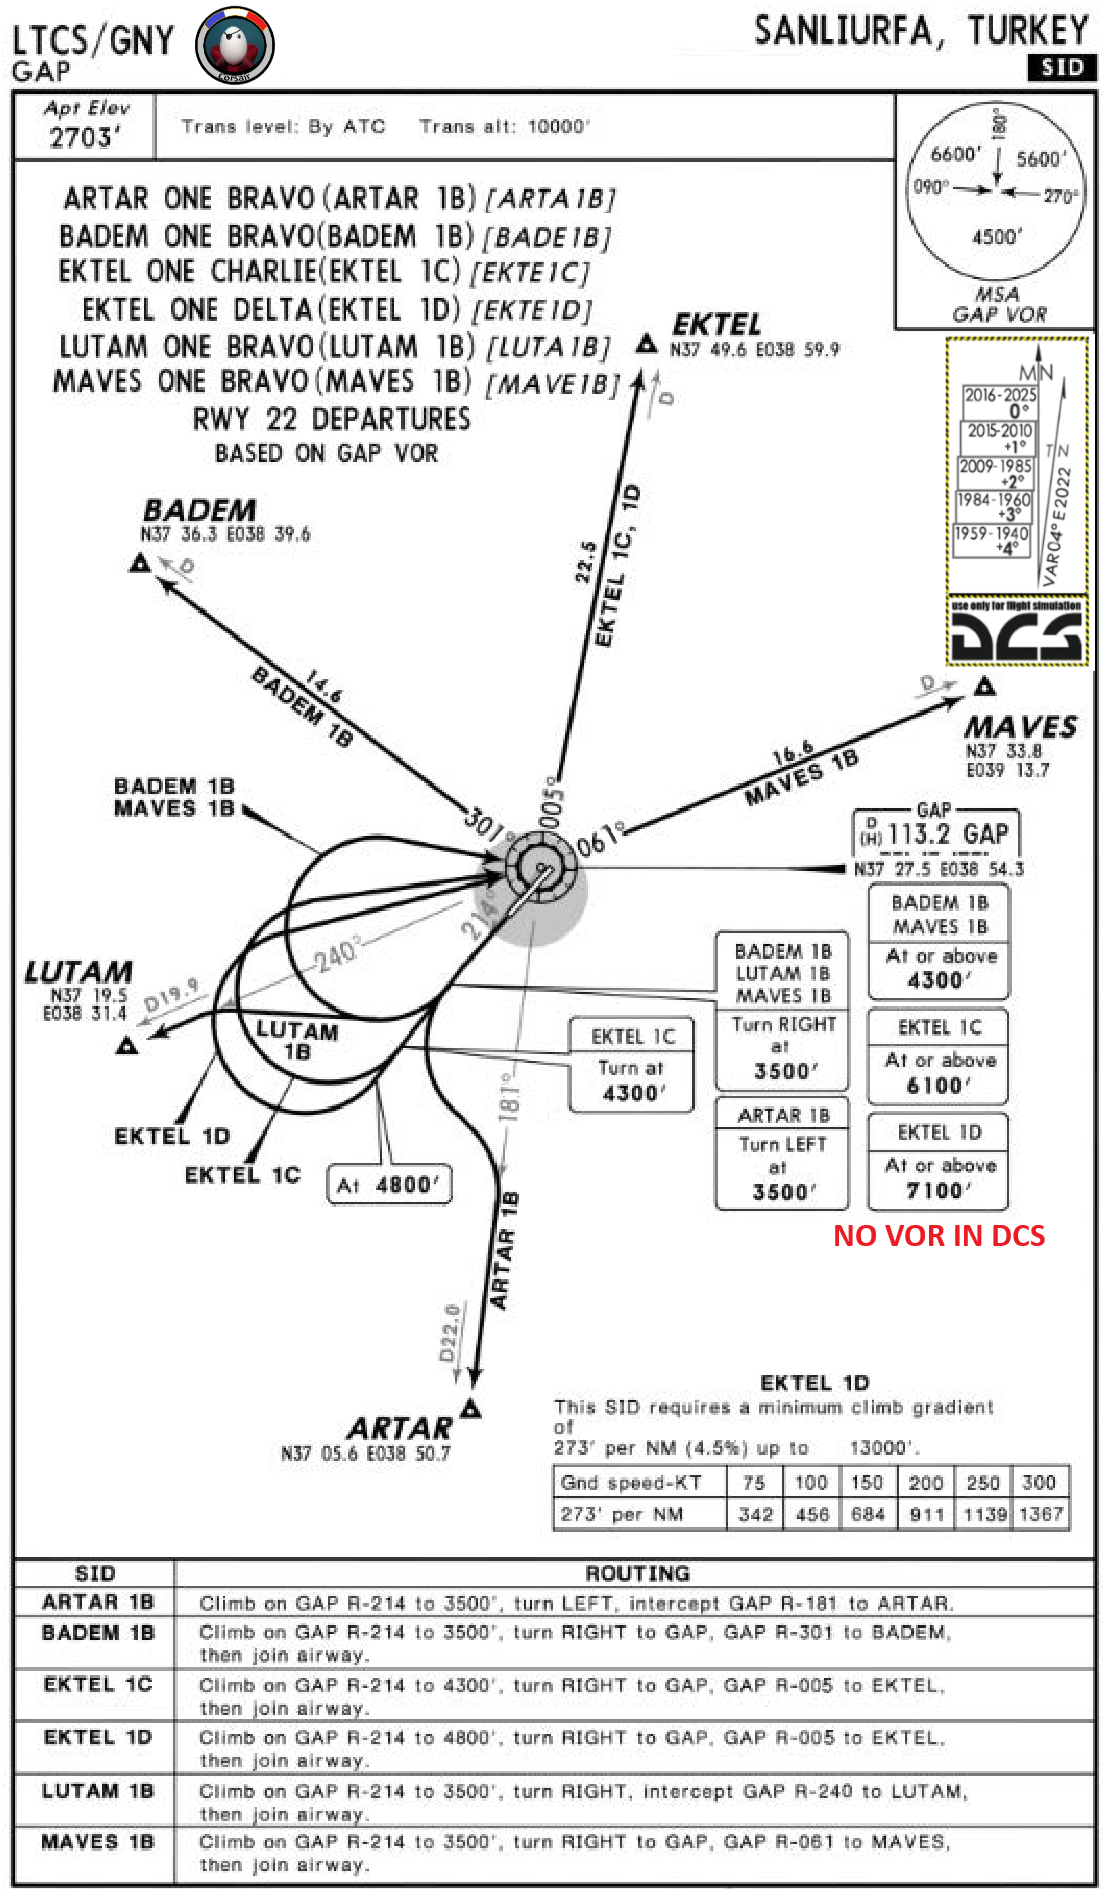 LTCS/GNY
GAP
Corsair
SANLIURFA, TURKEY
SID
Apt Elev
2703'
Trans level: By ATC Trans alt: 10000'
180°
6600'
5600'
090°
270°
4500'
MSA
GAP VOR
ARTAR ONE BRAVO (ARTAR 1B) [ARTA1B]
BADEM ONE BRAVO(BADEM 1B) [BADE1B]
EKTEL ONE CHARLIE(EKTEL 1C) [EKTE1C]
EKTEL ONE DELTA(EKTEL 1D) [EKTE1D]
LUTAM ONE BRAVO(LUTAM 1B) [LUTA1B]
MAVES ONE BRAVO(MAVES 1B) [MAVE1B]
RWY 22 DEPARTURES
BASED ON GAP VOR
EKTEL
N37 49.6 E038 59.9
D
MN
2016-2025
0°
2015-2010
+1°
2009-1985
+2°
1984-1960
+3°
1959-1940
+4°
TN
VAR04°E2022
use only for flight simulation
DCS
BADEM
N37 36.3 E038 39.6
D
22.5
EKTEL 1C, 1D
14.6
BADEM 1B
D
MAVES
N37 33.8
E039 13.7
16.6
MAVES 1B
BADEM 1B
MAVES 1B
301°
005°
061°
GAP
D
(H) 113.2 GAP
N37 27.5 E038 54.3
214°
240°
LUTAM
N37 19.5
E038 31.4
D19.9
LUTAM
1B
BADEM 1B
LUTAM 1B
MAVES 1B
Turn RIGHT
at
3500'
BADEM 1B
MAVES 1B
At or above
4300'
EKTEL 1C
Turn at
4300'
EKTEL 1C
At or above
6100'
ARTAR 1B
Turn LEFT
at
3500'
EKTEL 1D
At or above
7100'
EKTEL 1D
EKTEL 1C
At 4800'
181°
ARTAR 1B
NO VOR IN DCS
D22.0
ARTAR
N37 05.6 E038 50.7
EKTEL 1D
This SID requires a minimum climb gradient
of
273' per NM (4.5%) up to 13000'.
Gnd speed-KT 75 100 150 200 250 300
273' per NM 342 456 684 911 1139 1367
SID ROUTING
ARTAR 1B Climb on GAP R-214 to 3500', turn LEFT, intercept GAP R-181 to ARTAR.
BADEM 1B Climb on GAP R-214 to 3500', turn RIGHT to GAP, GAP R-301 to BADEM,
then join airway.
EKTEL 1C Climb on GAP R-214 to 4300', turn RIGHT to GAP, GAP R-005 to EKTEL,
then join airway.
EKTEL 1D Climb on GAP R-214 to 4800', turn RIGHT to GAP, GAP R-005 to EKTEL,
then join airway.
LUTAM 1B Climb on GAP R-214 to 3500', turn RIGHT, intercept GAP R-240 to LUTAM,
then join airway.
MAVES 1B Climb on GAP R-214 to 3500', turn RIGHT to GAP, GAP R-061 to MAVES,
then join airway.